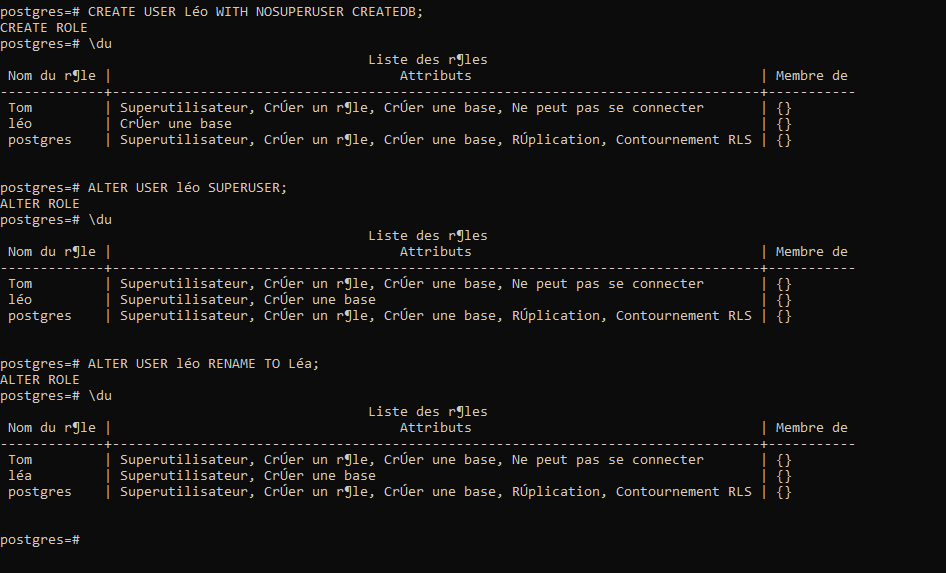 postgres=# CREATE USER Léo WITH NOSUPERUSER CREATEDB;
CREATE ROLE
postgres=# \du
Liste des r¶les
Nom du r¶le | Attributs | Membre de
-------------+--------------------------------------------------------------------------------+-----------
Tom | Superutilisateur, CrÚer un r¶le, CrÚer une base, Ne peut pas se connecter | {}
léo | CrÚer une base | {}
postgres | Superutilisateur, CrÚer un r¶le, CrÚer une base, RÚplication, Contournement RLS | {}
postgres=# ALTER USER léo SUPERUSER;
ALTER ROLE
postgres=# \du
Liste des r¶les
Nom du r¶le | Attributs | Membre de
-------------+--------------------------------------------------------------------------------+-----------
Tom | Superutilisateur, CrÚer un r¶le, CrÚer une base, Ne peut pas se connecter | {}
léo | Superutilisateur, CrÚer une base | {}
postgres | Superutilisateur, CrÚer un r¶le, CrÚer une base, RÚplication, Contournement RLS | {}
postgres=# ALTER USER léo RENAME TO Léa;
ALTER ROLE
postgres=# \du
Liste des r¶les
Nom du r¶le | Attributs | Membre de
-------------+--------------------------------------------------------------------------------+-----------
Tom | Superutilisateur, CrÚer un r¶le, CrÚer une base, Ne peut pas se connecter | {}
léa | Superutilisateur, CrÚer une base | {}
postgres | Superutilisateur, CrÚer un r¶le, CrÚer une base, RÚplication, Contournement RLS | {}
postgres=#